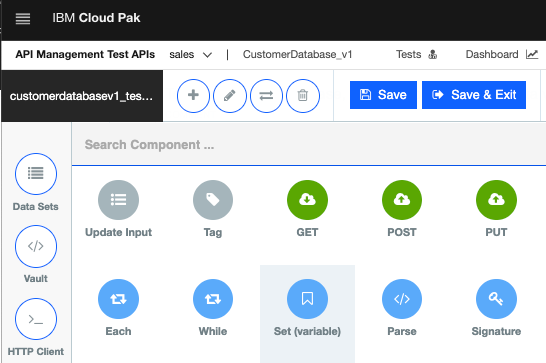 IBM Cloud Pak
API Management Test APIs sales | CustomerDatabase_v1 Tests Dashboard
customerdatabasev1_tes... Save Save & Exit
Search Component ...
Data Sets
Vault
HTTP Client
Update Input Tag GET POST PUT
Each While Set (variable) Parse Signature